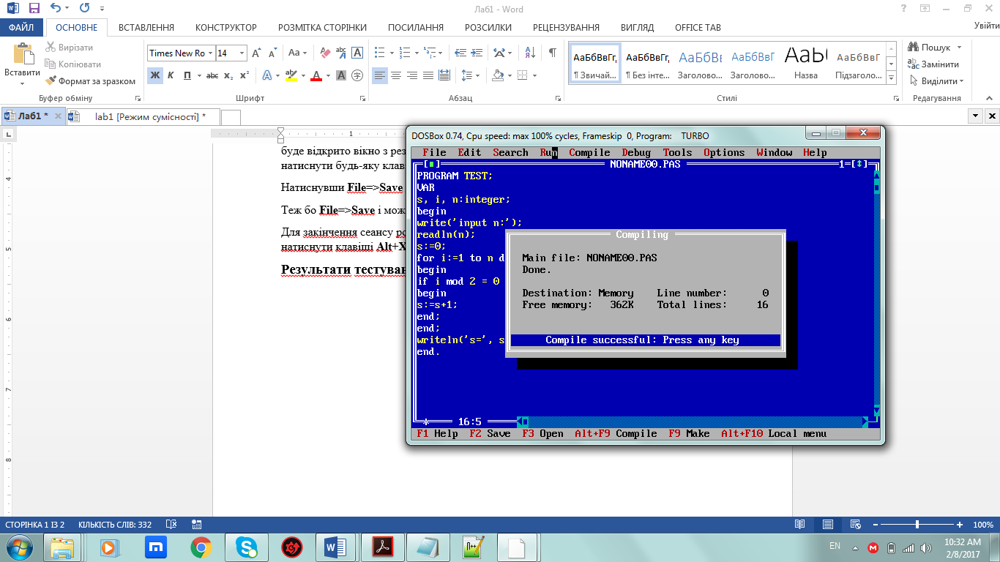 Лаб1 - Word
ФАЙЛ ОСНОВНЕ ВСТАВЛЕННЯ КОНСТРУКТОР РОЗМІТКА СТОРІНКИ ПОСИЛАННЯ РОЗСИЛКИ РЕЦЕНЗУВАННЯ ВИГЛЯД OFFICE TAB Увійти
Вставити
Вирізати
Копіювати
Формат за зразком
Times New Ro 14
АаБбВвГг, АаБбВвГг, АаБбВ АаБбВвГ АаБбВвГ
¶ Звичай... ¶ Без інте... Заголово... Заголово... Назва Підзаголо...
Пошук
Замінити
Виділити
Буфер обміну Шрифт Абзац Стилі Редагування
Лаб1 * lab1 [Режим сумісності] *
буде відкрито вікно з рез
натиснути будь-яку клав
Натиснувши File=>Save
Теж бо File=>Save і мож
Для закінчення сеансу ро
натиснути клавіші Alt+X
Результати тестуван
DOSBox 0.74, Cpu speed: max 100% cycles, Frameskip 0, Program: TURBO
File Edit Search Run Compile Debug Tools Options Window Help
NONAME00.PAS 1
PROGRAM TEST;
VAR
s, i, n:integer;
begin
write('input n:');
readln(n);
s:=0;
for i:=1 to n d
begin
if i mod 2 = 0
begin
s:=s+1;
end;
end;
writeln('s=', s
end.
Compiling
Main file: NONAME00.PAS
Done.
Destination: Memory Line number: 0
Free memory: 362K Total lines: 16
Compile successful: Press any key
16:5
F1 Help F2 Save F3 Open Alt+F9 Compile F9 Make Alt+F10 Local menu
СТОРІНКА 1 ІЗ 2 КІЛЬКІСТЬ СЛІВ: 332 100%
EN 10:32 AM
2/8/2017